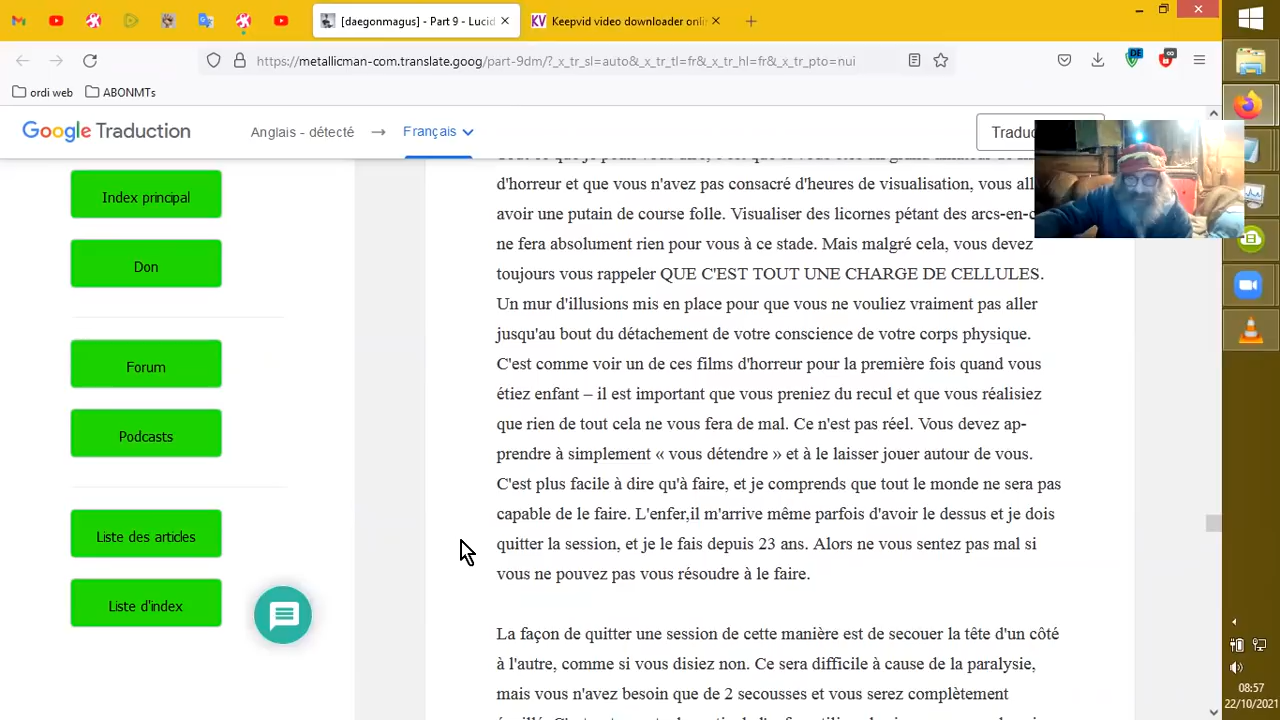 [daegonmagus] - Part 9 - Lucid
Keepvid video downloader onli
https://metallicman-com.translate.goog/part-9dm/?_x_tr_sl=auto&_x_tr_tl=fr&_x_tr_hl=fr&_x_tr_pto=nui
ordi web
ABONMTs
Google Traduction
Anglais - détecté
Français
Traduc
Index principal
Don
Forum
Podcasts
Liste des articles
Liste d'index
d'horreur et que vous n'avez pas consacré d'heures de visualisation, vous all
avoir une putain de course folle. Visualiser des licornes pétant des arcs-en-c
ne fera absolument rien pour vous à ce stade. Mais malgré cela, vous devez
toujours vous rappeler QUE C'EST TOUT UNE CHARGE DE CELLULES.
Un mur d'illusions mis en place pour que vous ne vouliez vraiment pas aller
jusqu'au bout du détachement de votre conscience de votre corps physique.
C'est comme voir un de ces films d'horreur pour la première fois quand vous
étiez enfant – il est important que vous preniez du recul et que vous réalisiez
que rien de tout cela ne vous fera de mal. Ce n'est pas réel. Vous devez ap-
prendre à simplement « vous détendre » et à le laisser jouer autour de vous.
C'est plus facile à dire qu'à faire, et je comprends que tout le monde ne sera pas
capable de le faire. L'enfer,il m'arrive même parfois d'avoir le dessus et je dois
quitter la session, et je le fais depuis 23 ans. Alors ne vous sentez pas mal si
vous ne pouvez pas vous résoudre à le faire.
La façon de quitter une session de cette manière est de secouer la tête d'un côté
à l'autre, comme si vous disiez non. Ce sera difficile à cause de la paralysie,
mais vous n'avez besoin que de 2 secousses et vous serez complètement
DE
08:57
22/10/2021